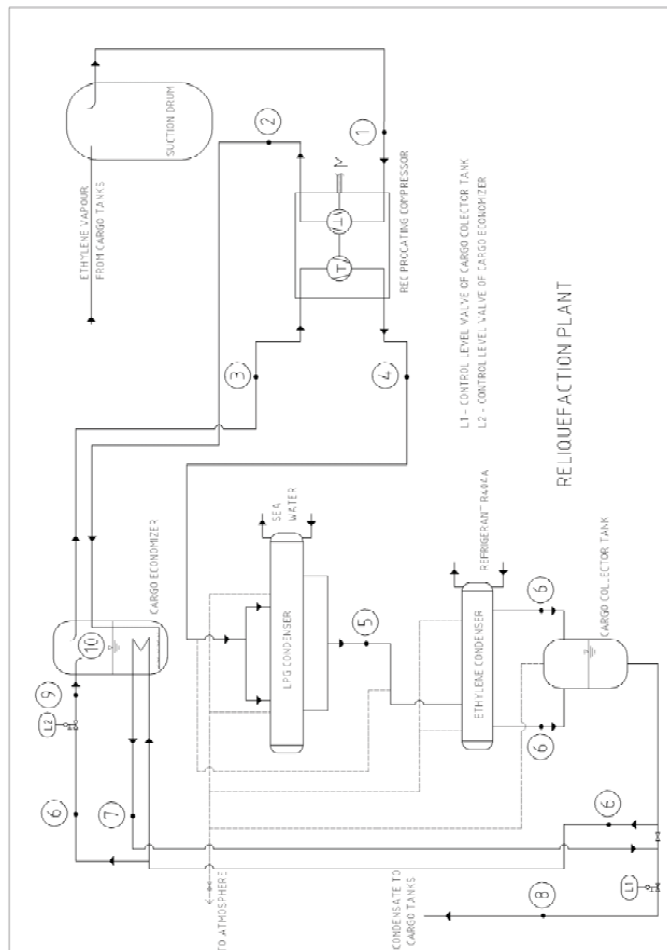 ETHYLENE VAPOUR
FROM CARGO TANKS
SUCTION DRUM
2
1
M
RECIPROCATING COMPRESSOR
3
4
L1 - CONTROL LEVEL VALVE OF CARGO COLECTOR TANK
L2 - CONTROL LEVEL VALVE OF CARGO ECONOMIZER
RELIQUEFACTION PLANT
CARGO ECONOMIZER
10
9
L2
6
7
SEA
WATER
LPG CONDENSER
5
REFRIGERANT R404A
ETHYLENE CONDENSER
6
6
CARGO COLLECTOR TANK
6
TO ATMOSPHERE
CONDENSATE TO
CARGO TANKS
8
L1